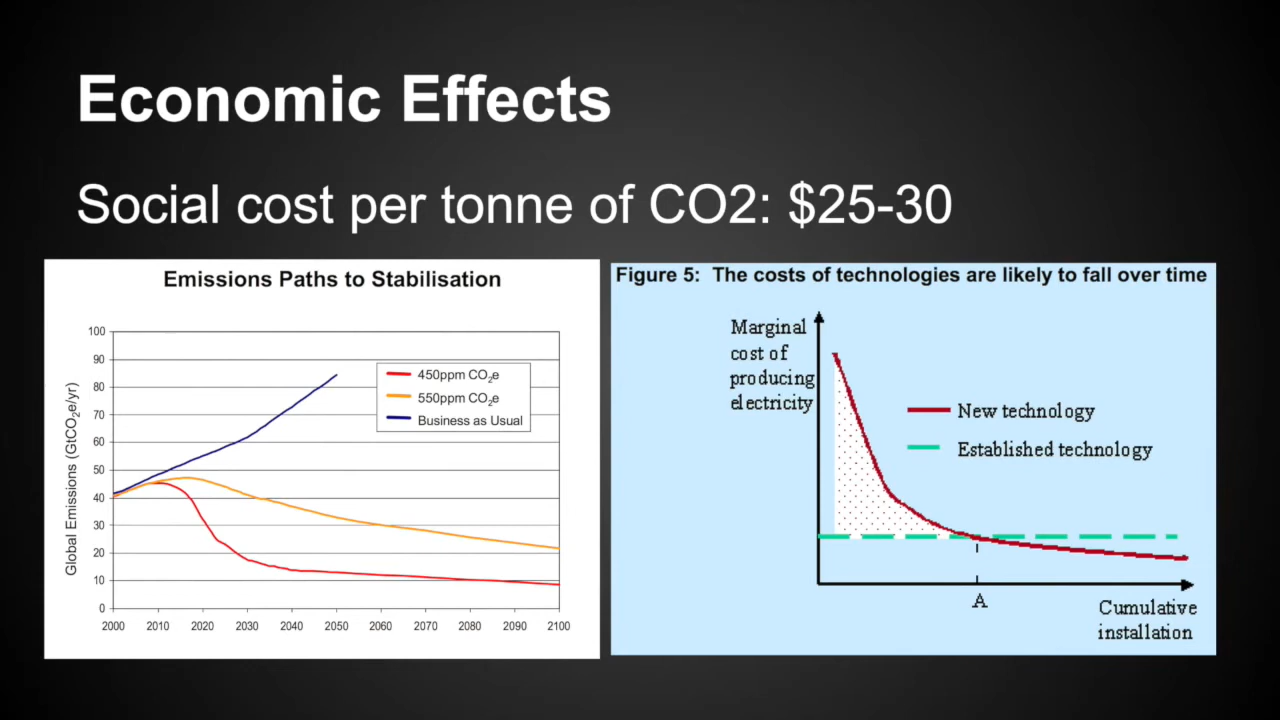 Economic Effects
Social cost per tonne of CO2: $25-30
Emissions Paths to Stabilisation
Global Emissions (GtCO₂e/yr)
100
90
80
70
60
50
40
30
20
10
0
2000 2010 2020 2030 2040 2050 2060 2070 2080 2090 2100
450ppm CO₂e
550ppm CO₂e
Business as Usual
Figure 5: The costs of technologies are likely to fall over time
Marginal
cost of
producing
electricity
New technology
Established technology
A
Cumulative
installation